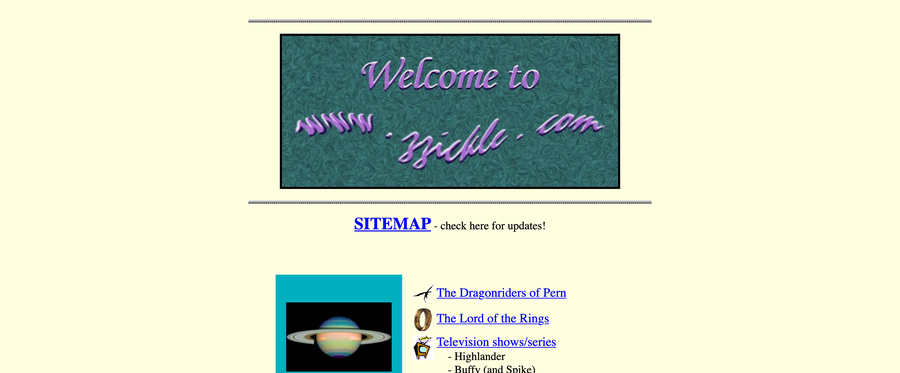 Welcome to
www.zzickle.com
SITEMAP - check here for updates!
The Dragonriders of Pern
The Lord of the Rings
Television shows/series
- Highlander
- Buffy (and Spike)